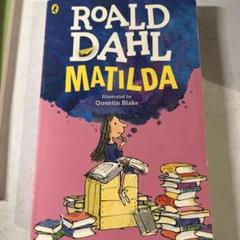 ROALD
DAHL
MATILDA
Illustrated by
Quentin Blake